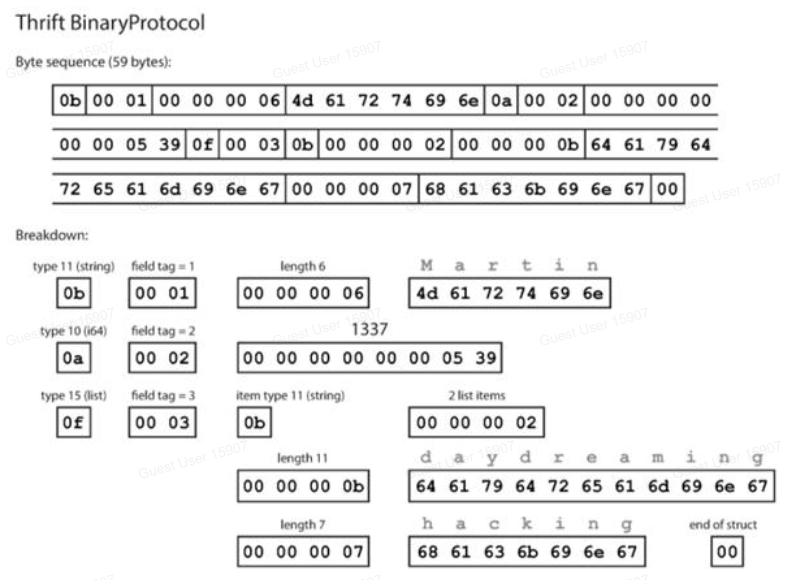 Thrift BinaryProtocol
Byte sequence (59 bytes):
0b 00 01 00 00 00 06 4d 61 72 74 69 6e 0a 00 02 00 00 00 00
00 00 05 39 0f 00 03 0b 00 00 00 02 00 00 00 0b 64 61 79 64
72 65 61 6d 69 6e 67 00 00 00 07 68 61 63 6b 69 6e 67 00
Breakdown:
type 11 (string) field tag = 1 length 6 M a r t i n
0b 00 01 00 00 00 06 4d 61 72 74 69 6e
type 10 (i64) field tag = 2 1337
0a 00 02 00 00 00 00 00 00 05 39
type 15 (list) field tag = 3 item type 11 (string) 2 list items
0f 00 03 0b 00 00 00 02
length 11 d a y d r e a m i n g
00 00 00 0b 64 61 79 64 72 65 61 6d 69 6e 67
length 7 h a c k i n g end of struct
00 00 00 07 68 61 63 6b 69 6e 67 00
Guest User 15907